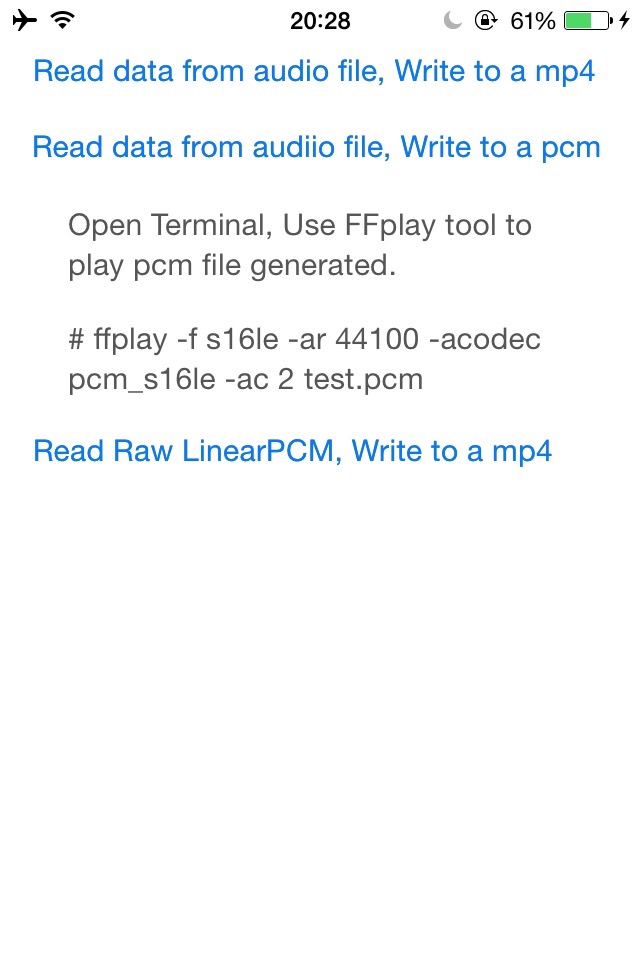 20:28
61%
Read data from audio file, Write to a mp4
Read data from audiio file, Write to a pcm
Open Terminal, Use FFplay tool to
play pcm file generated.
# ffplay -f s16le -ar 44100 -acodec
pcm_s16le -ac 2 test.pcm
Read Raw LinearPCM, Write to a mp4